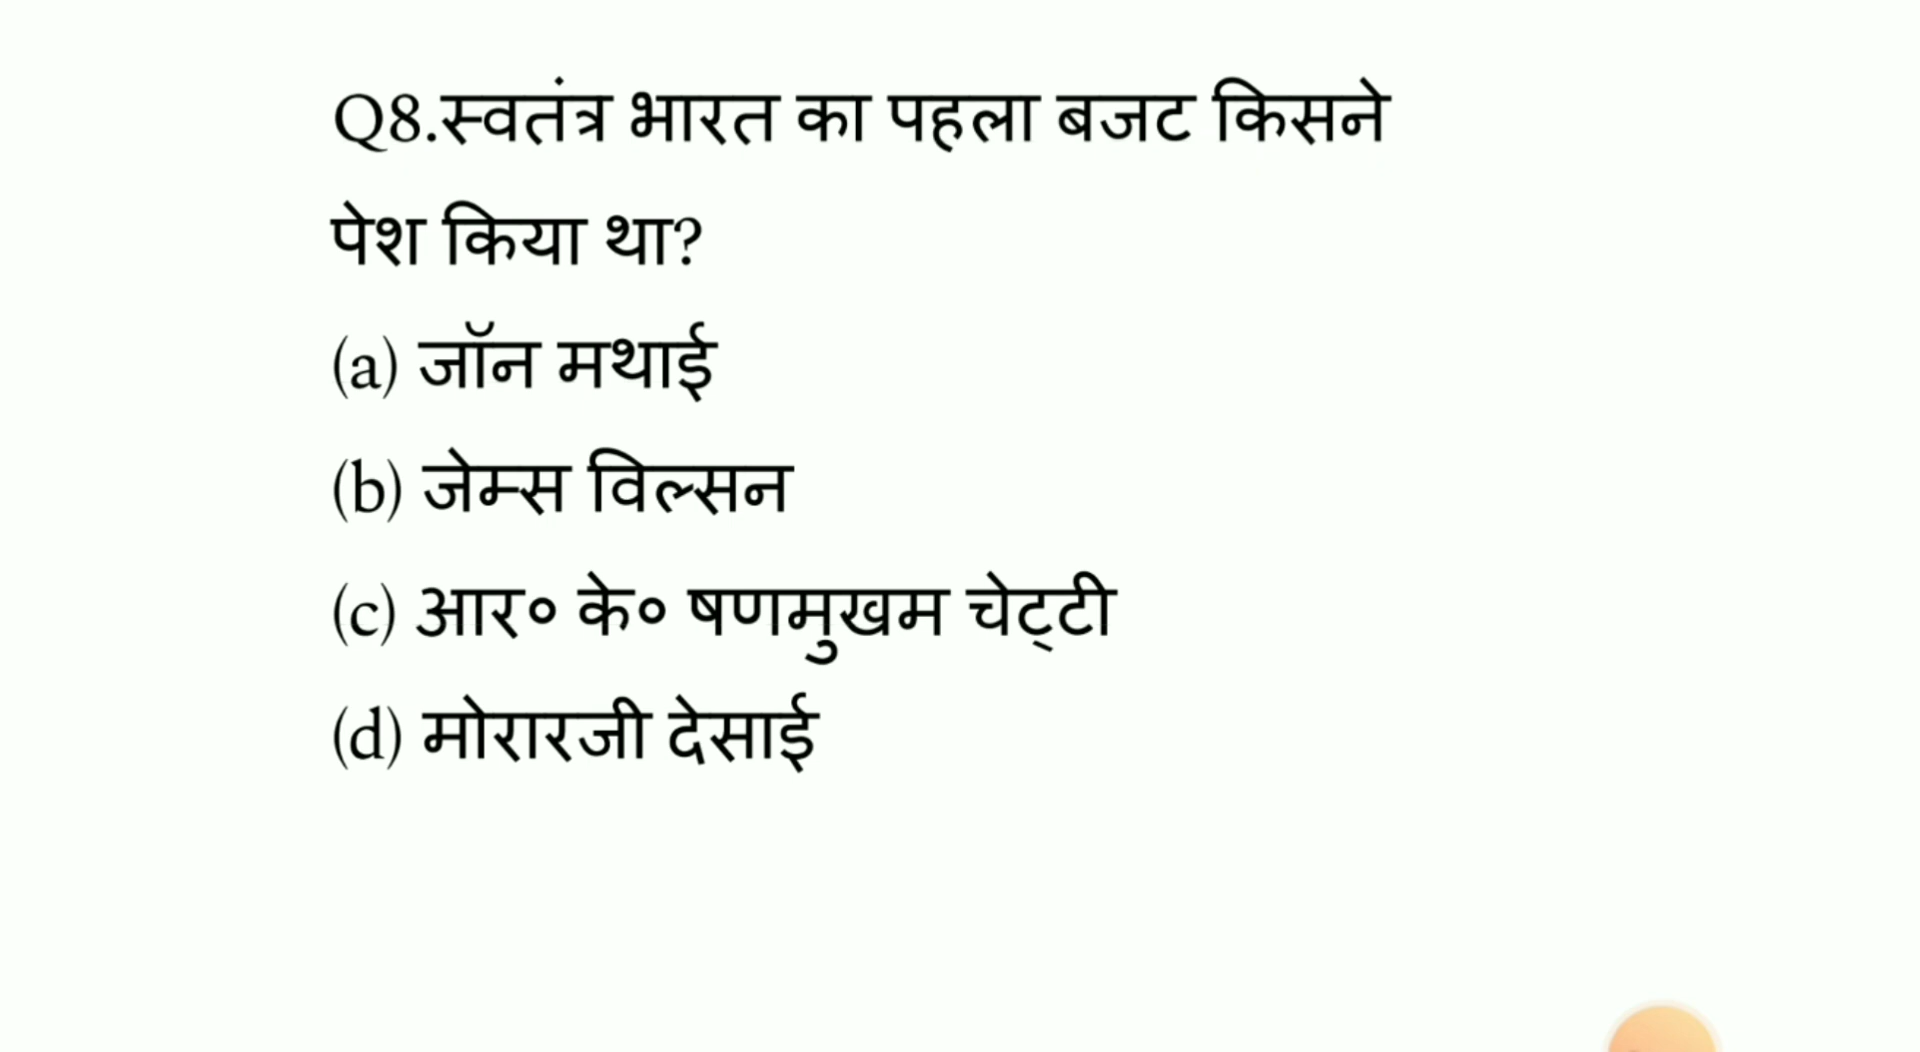 Q8.स्वतंत्र भारत का पहला बजट किसने
पेश किया था?
(a) जॉन मथाई
(b) जेम्स विल्सन
(c) आर० के० षणमुखम चेट्टी
(d) मोरारजी देसाई